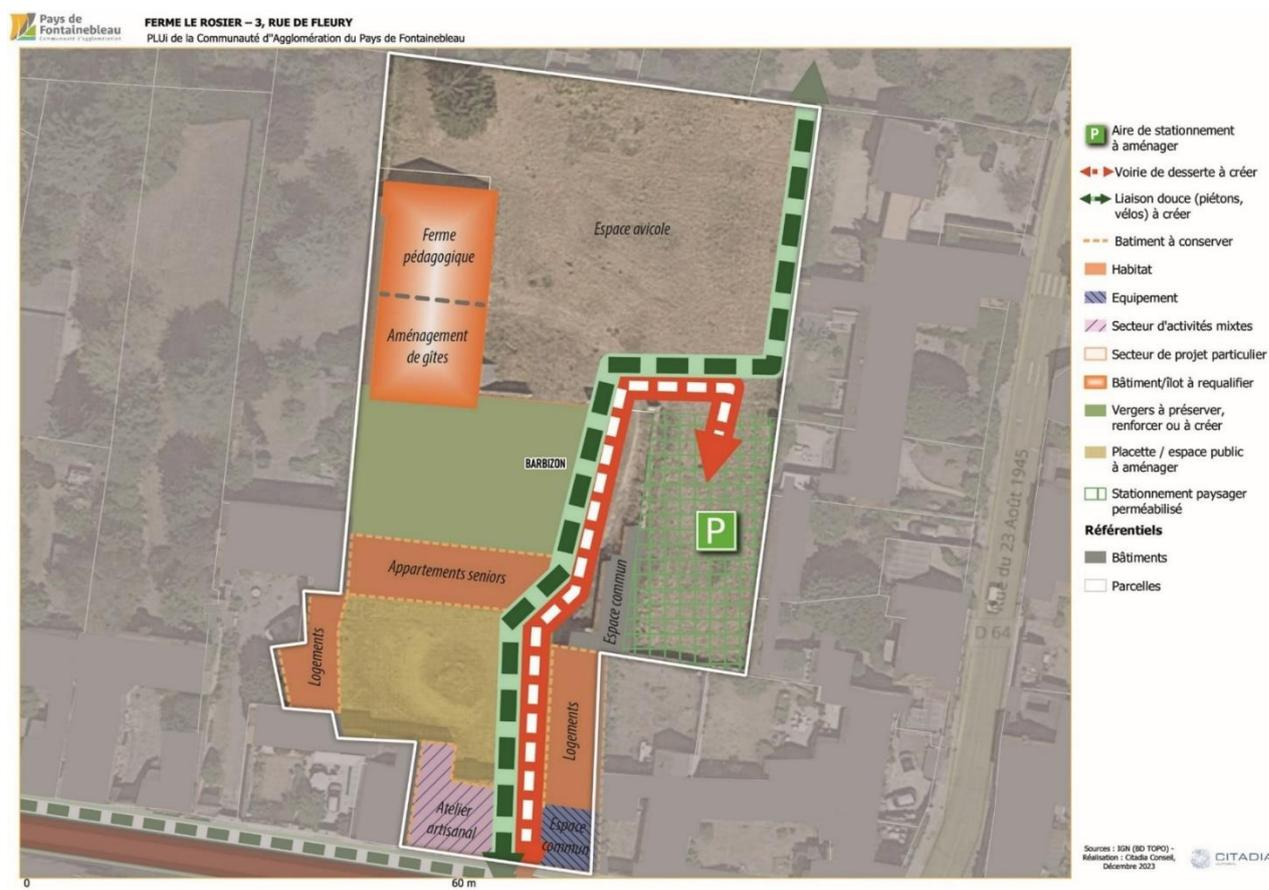 Pays de
Fontainebleau
Communauté d'agglomération
FERME LE ROSIER – 3, RUE DE FLEURY
PLUi de la Communauté d"Agglomération du Pays de Fontainebleau
Ferme
pédagogique
Aménagement
de gîtes
Espace avicole
BARBIZON
P
Appartements seniors
Espace commun
Logements
Logements
Atelier
artisanal
Espace
commun
Rue du 23 Août 1945
D 64
0
60 m
P
Aire de stationnement
à aménager
Voirie de desserte à créer
Liaison douce (piétons,
vélos) à créer
Batiment à conserver
Habitat
Equipement
Secteur d'activités mixtes
Secteur de projet particulier
Bâtiment/îlot à requalifier
Vergers à préserver,
renforcer ou à créer
Placette / espace public
à aménager
Stationnement paysager
perméabilisé
Référentiels
Bâtiments
Parcelles
Sources : IGN (BD TOPO) -
Réalisation : Citadia Conseil,
Décembre 2023
CITADIA